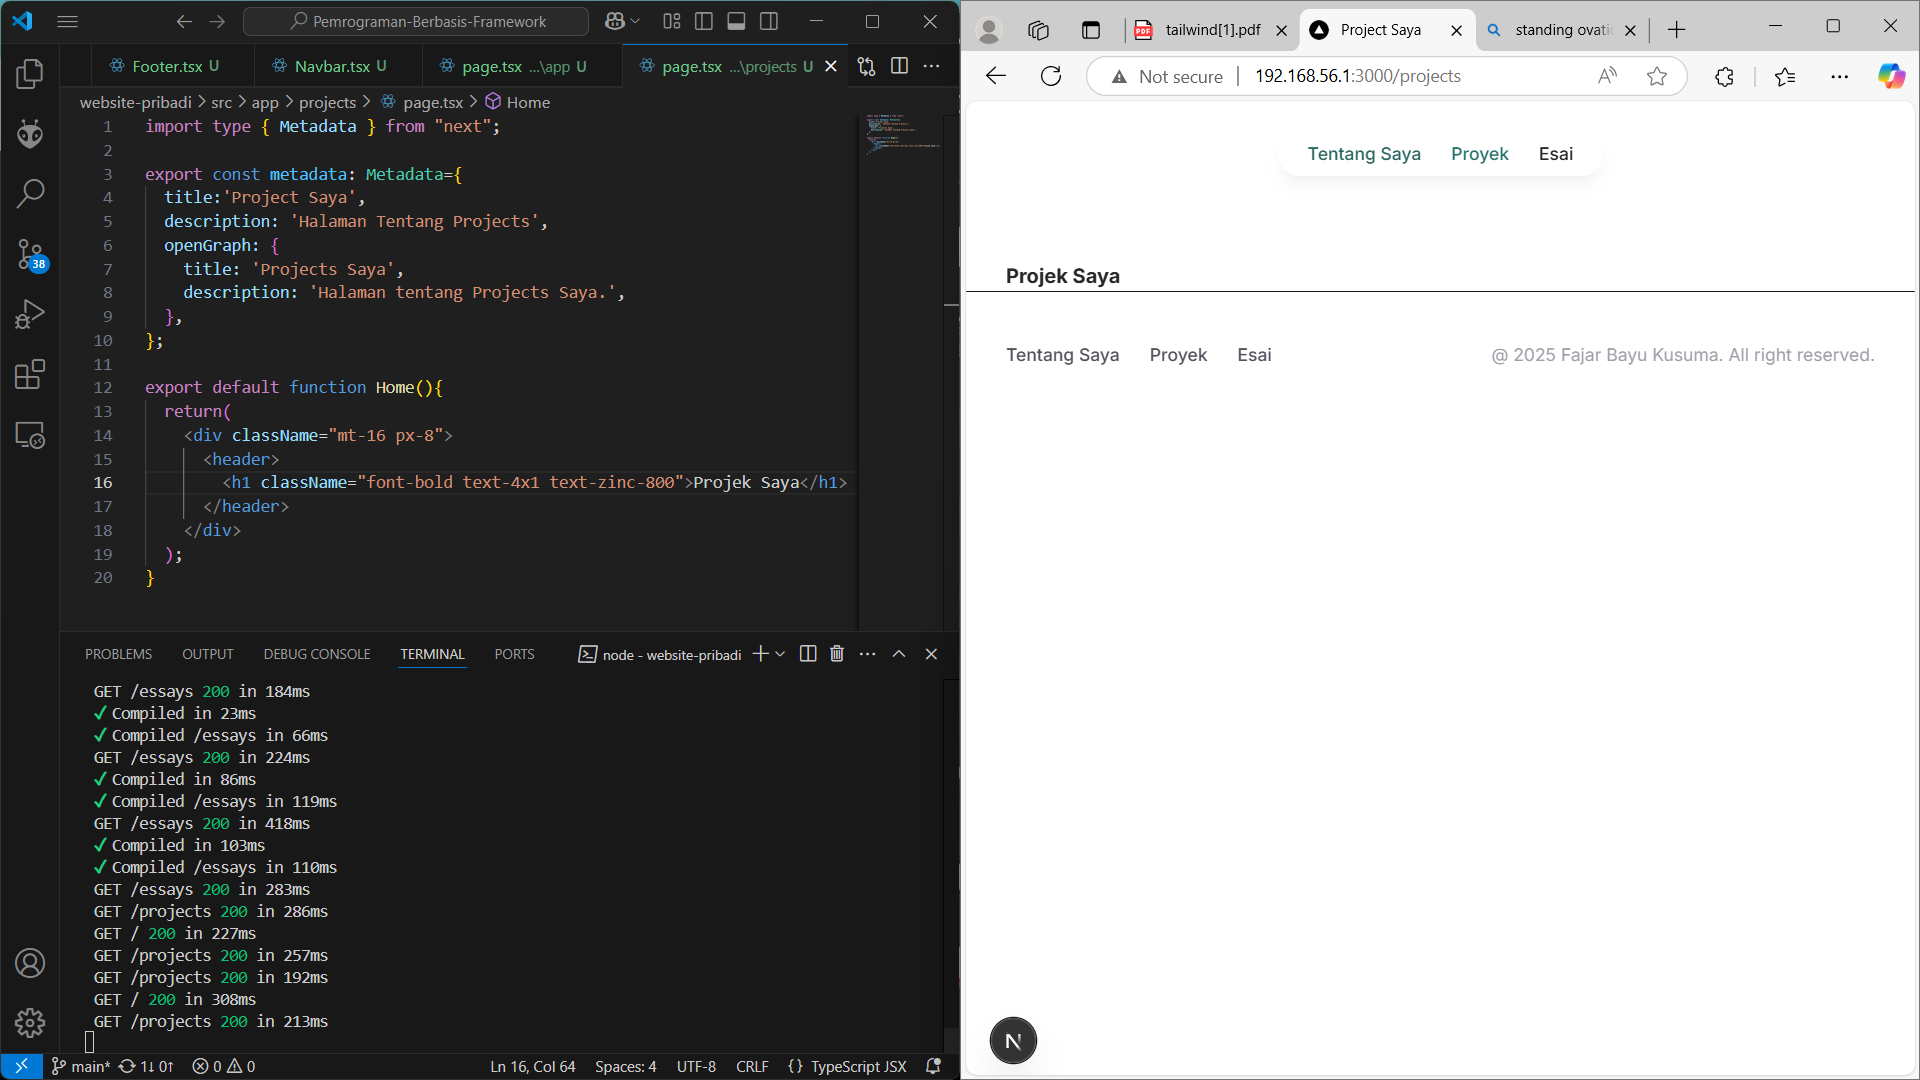 Pemrograman-Berbasis-Framework
Footer.tsx U
Navbar.tsx U
page.tsx ...\app U
page.tsx ...\projects U
website-pribadi > src > app > projects > page.tsx > Home
1 import type { Metadata } from "next";
2
3 export const metadata: Metadata={
4 title:'Project Saya',
5 description: 'Halaman Tentang Projects',
6 openGraph: {
7 title: 'Projects Saya',
8 description: 'Halaman tentang Projects Saya.',
9 },
10 };
11
12 export default function Home(){
13 return(
14 <div className="mt-16 px-8">
15 <header>
16 <h1 className="font-bold text-4x1 text-zinc-800">Projek Saya</h1>
17 </header>
18 </div>
19 );
20 }
38
PROBLEMS OUTPUT DEBUG CONSOLE TERMINAL PORTS node - website-pribadi
GET /essays 200 in 184ms
✓ Compiled in 23ms
✓ Compiled /essays in 66ms
GET /essays 200 in 224ms
✓ Compiled in 86ms
✓ Compiled /essays in 119ms
GET /essays 200 in 418ms
✓ Compiled in 103ms
✓ Compiled /essays in 110ms
GET /essays 200 in 283ms
GET /projects 200 in 286ms
GET / 200 in 227ms
GET /projects 200 in 257ms
GET /projects 200 in 192ms
GET / 200 in 308ms
GET /projects 200 in 213ms
main* 1↓ 0↑ 0 0 Ln 16, Col 64 Spaces: 4 UTF-8 CRLF {} TypeScript JSX
PDF tailwind[1].pdf
Project Saya
standing ovati
Not secure | 192.168.56.1:3000/projects
Tentang Saya Proyek Esai
Projek Saya
Tentang Saya Proyek Esai @ 2025 Fajar Bayu Kusuma. All right reserved.
N